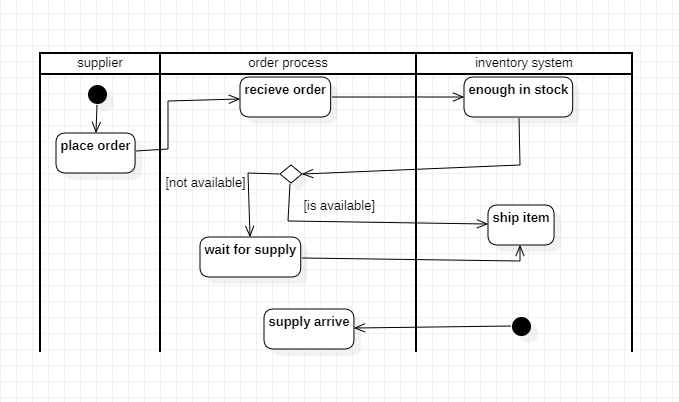 supplier
order process
inventory system
recieve order
enough in stock
place order
[not available]
[is available]
ship item
wait for supply
supply arrive